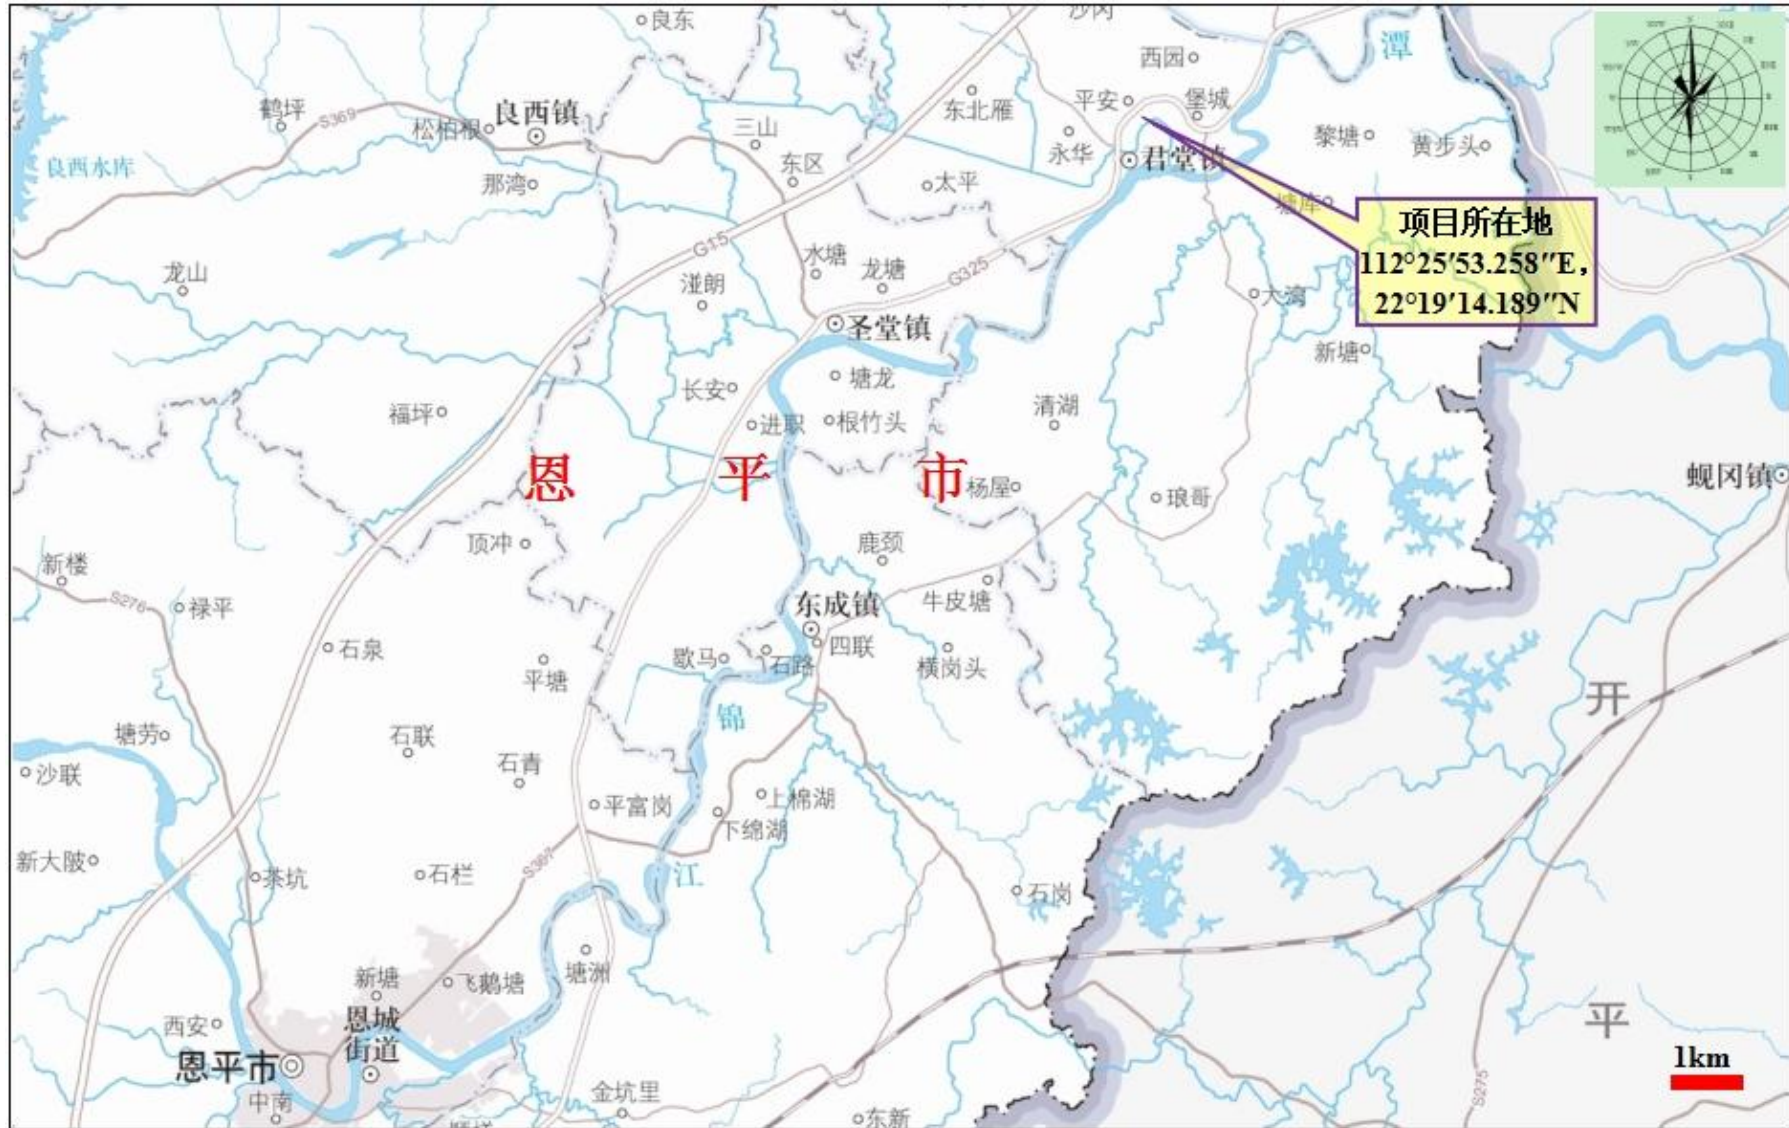 良东
沙冈
潭
西园
鹤坪
S369
松柏根
良西镇
三山
东北雁
平安
堡城
永华
君堂镇
黎塘
黄步头
良西水库
那湾
东区
太平
塘库
项目所在地
112°25′53.258″E，
22°19′14.189″N
G15
水塘
龙塘
G325
龙山
湴朗
大湾
圣堂镇
新塘
长安
塘龙
福坪
进职
根竹头
清湖
恩
平
市
杨屋
琅哥
蚬冈镇
顶冲
鹿颈
新楼
S276
禄平
东成镇
牛皮塘
石泉
四联
歇马
石路
横岗头
平塘
锦
开
塘劳
石联
石青
沙联
平富岗
上棉湖
下绵湖
新大陂
S367
茶坑
石栏
江
石岗
新塘
飞鹅塘
塘洲
西安
恩城
街道
平
恩平市
1km
中南
金坑里
东新
S275